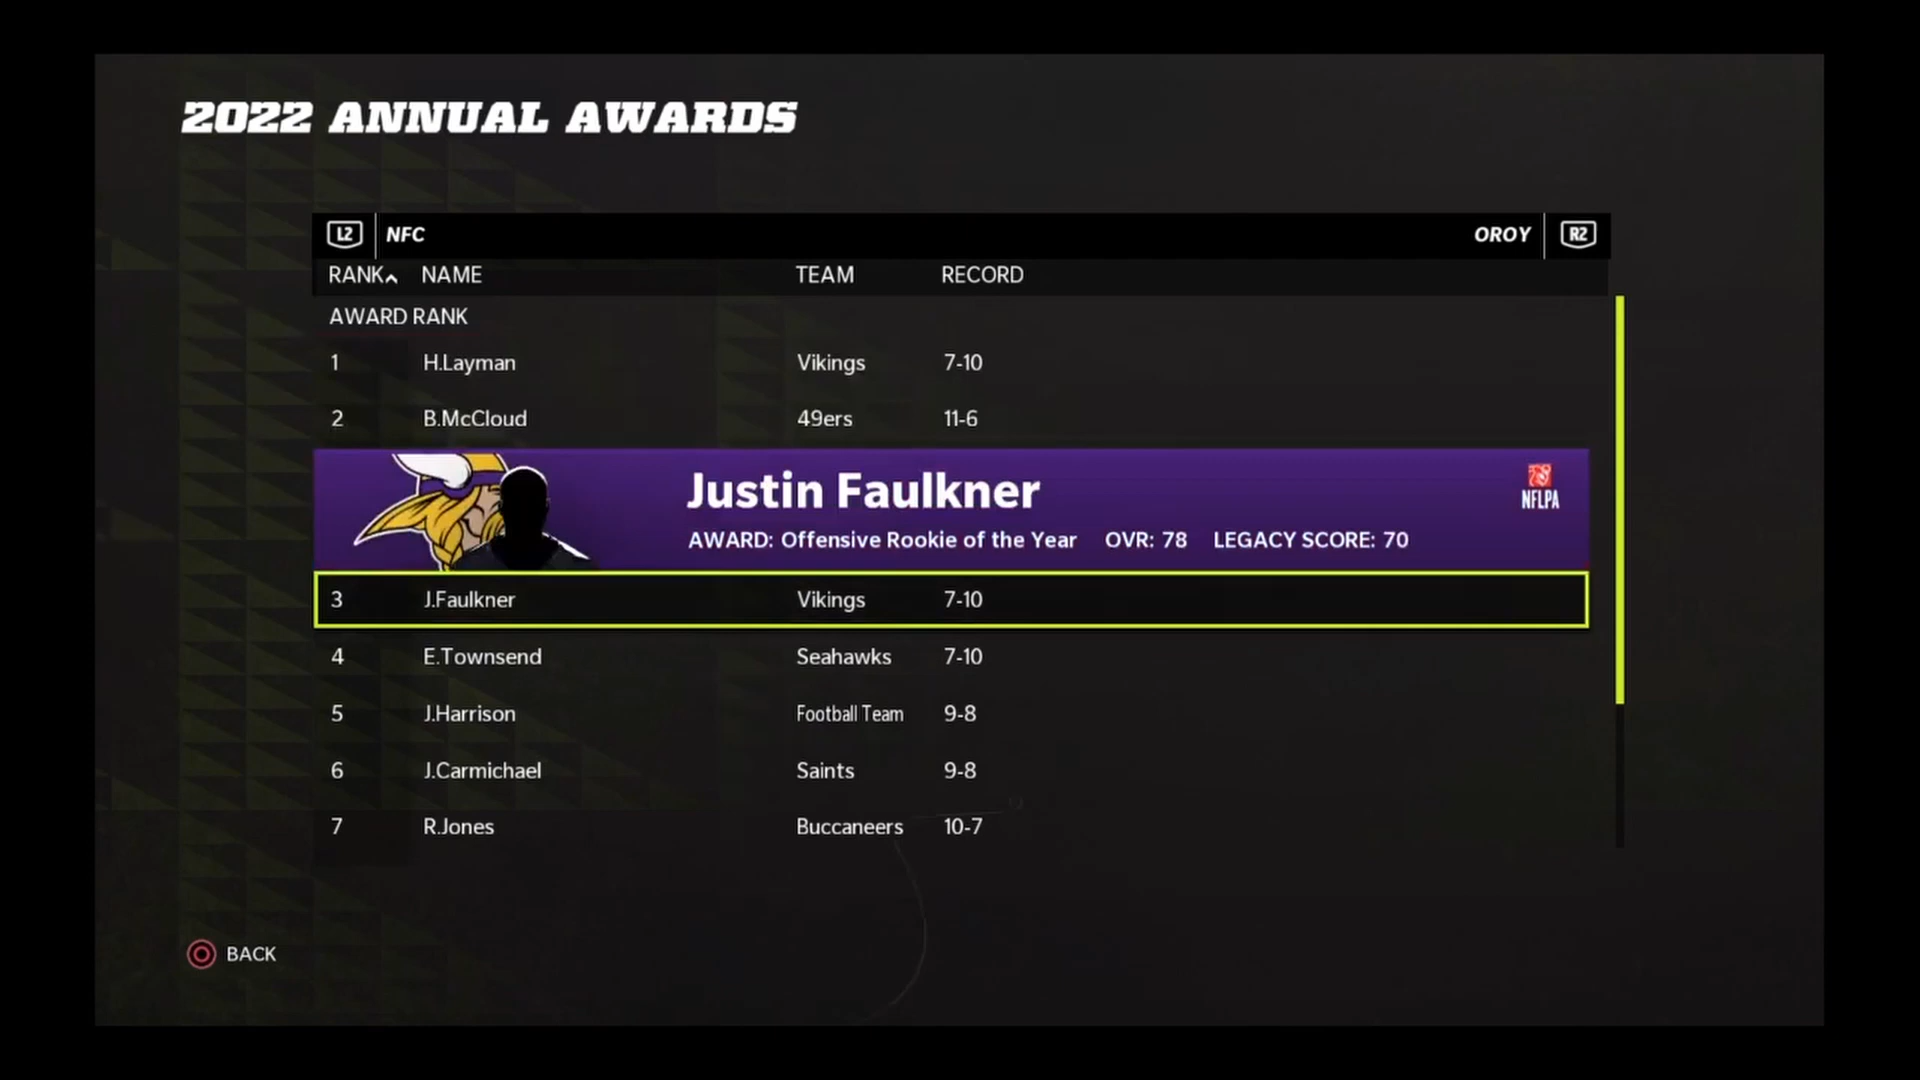 2022 ANNUAL AWARDS
L2 NFC OROY R2
RANK NAME TEAM RECORD
AWARD RANK
1 H.Layman Vikings 7-10
2 B.McCloud 49ers 11-6
Justin Faulkner
NFLPA
AWARD: Offensive Rookie of the Year OVR: 78 LEGACY SCORE: 70
3 J.Faulkner Vikings 7-10
4 E.Townsend Seahawks 7-10
5 J.Harrison Football Team 9-8
6 J.Carmichael Saints 9-8
7 R.Jones Buccaneers 10-7
BACK